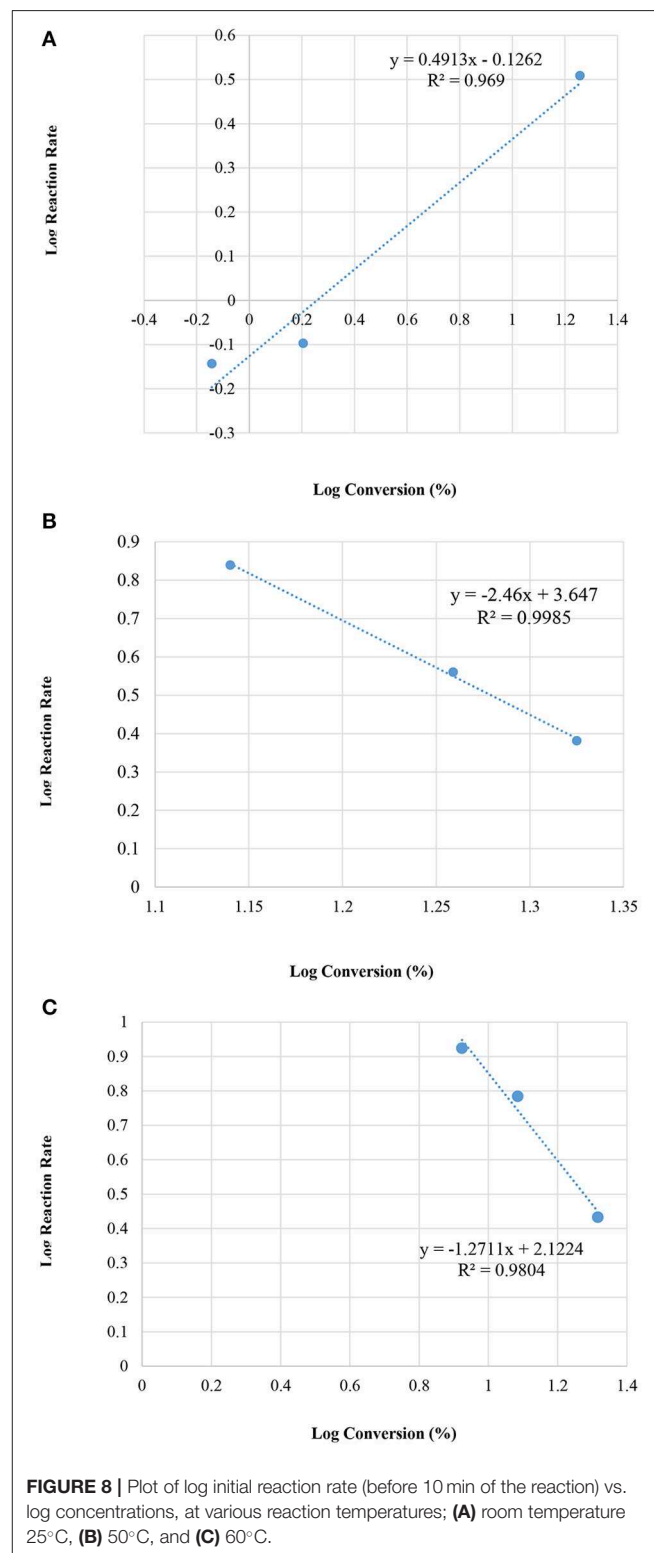 A
y = 0.4913x - 0.1262
R² = 0.969
0.6
0.5
0.4
0.3
0.2
0.1
0
-0.1
-0.2
-0.3
-0.4 -0.2 0 0.2 0.4 0.6 0.8 1 1.2 1.4
Log Reaction Rate
Log Conversion (%)
B
y = -2.46x + 3.647
R² = 0.9985
0.9
0.8
0.7
0.6
0.5
0.4
0.3
0.2
0.1
0
1.1 1.15 1.2 1.25 1.3 1.35
Log Reaction Rate
Log Conversion (%)
C
1
0.9
0.8
0.7
0.6
0.5
0.4
0.3
0.2
0.1
0
y = -1.2711x + 2.1224
R² = 0.9804
0 0.2 0.4 0.6 0.8 1 1.2 1.4
Log Reaction Rate
Log Conversion (%)
FIGURE 8 | Plot of log initial reaction rate (before 10 min of the reaction) vs.
log concentrations, at various reaction temperatures; (A) room temperature
25°C, (B) 50°C, and (C) 60°C.